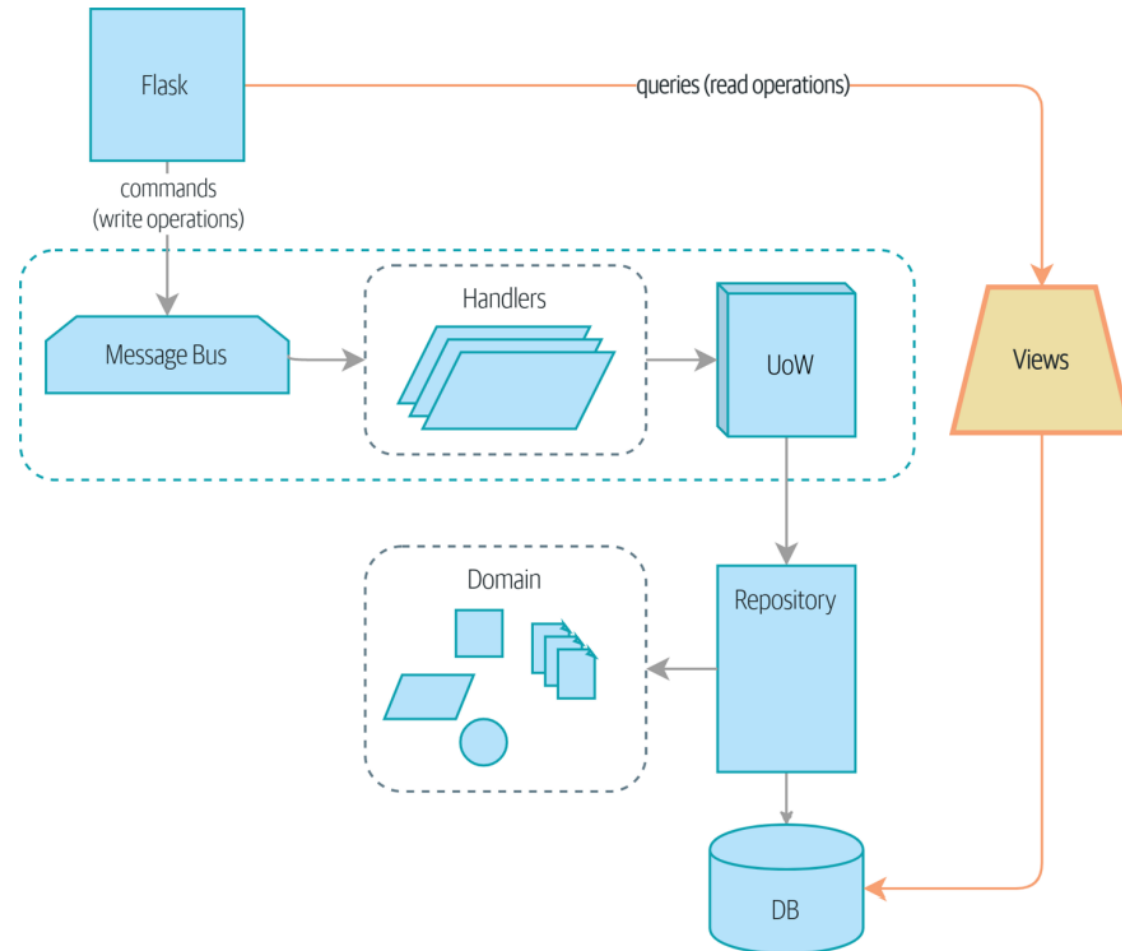 Flask
queries (read operations)
commands
(write operations)
Handlers
Message Bus
UoW
Views
Domain
Repository
DB